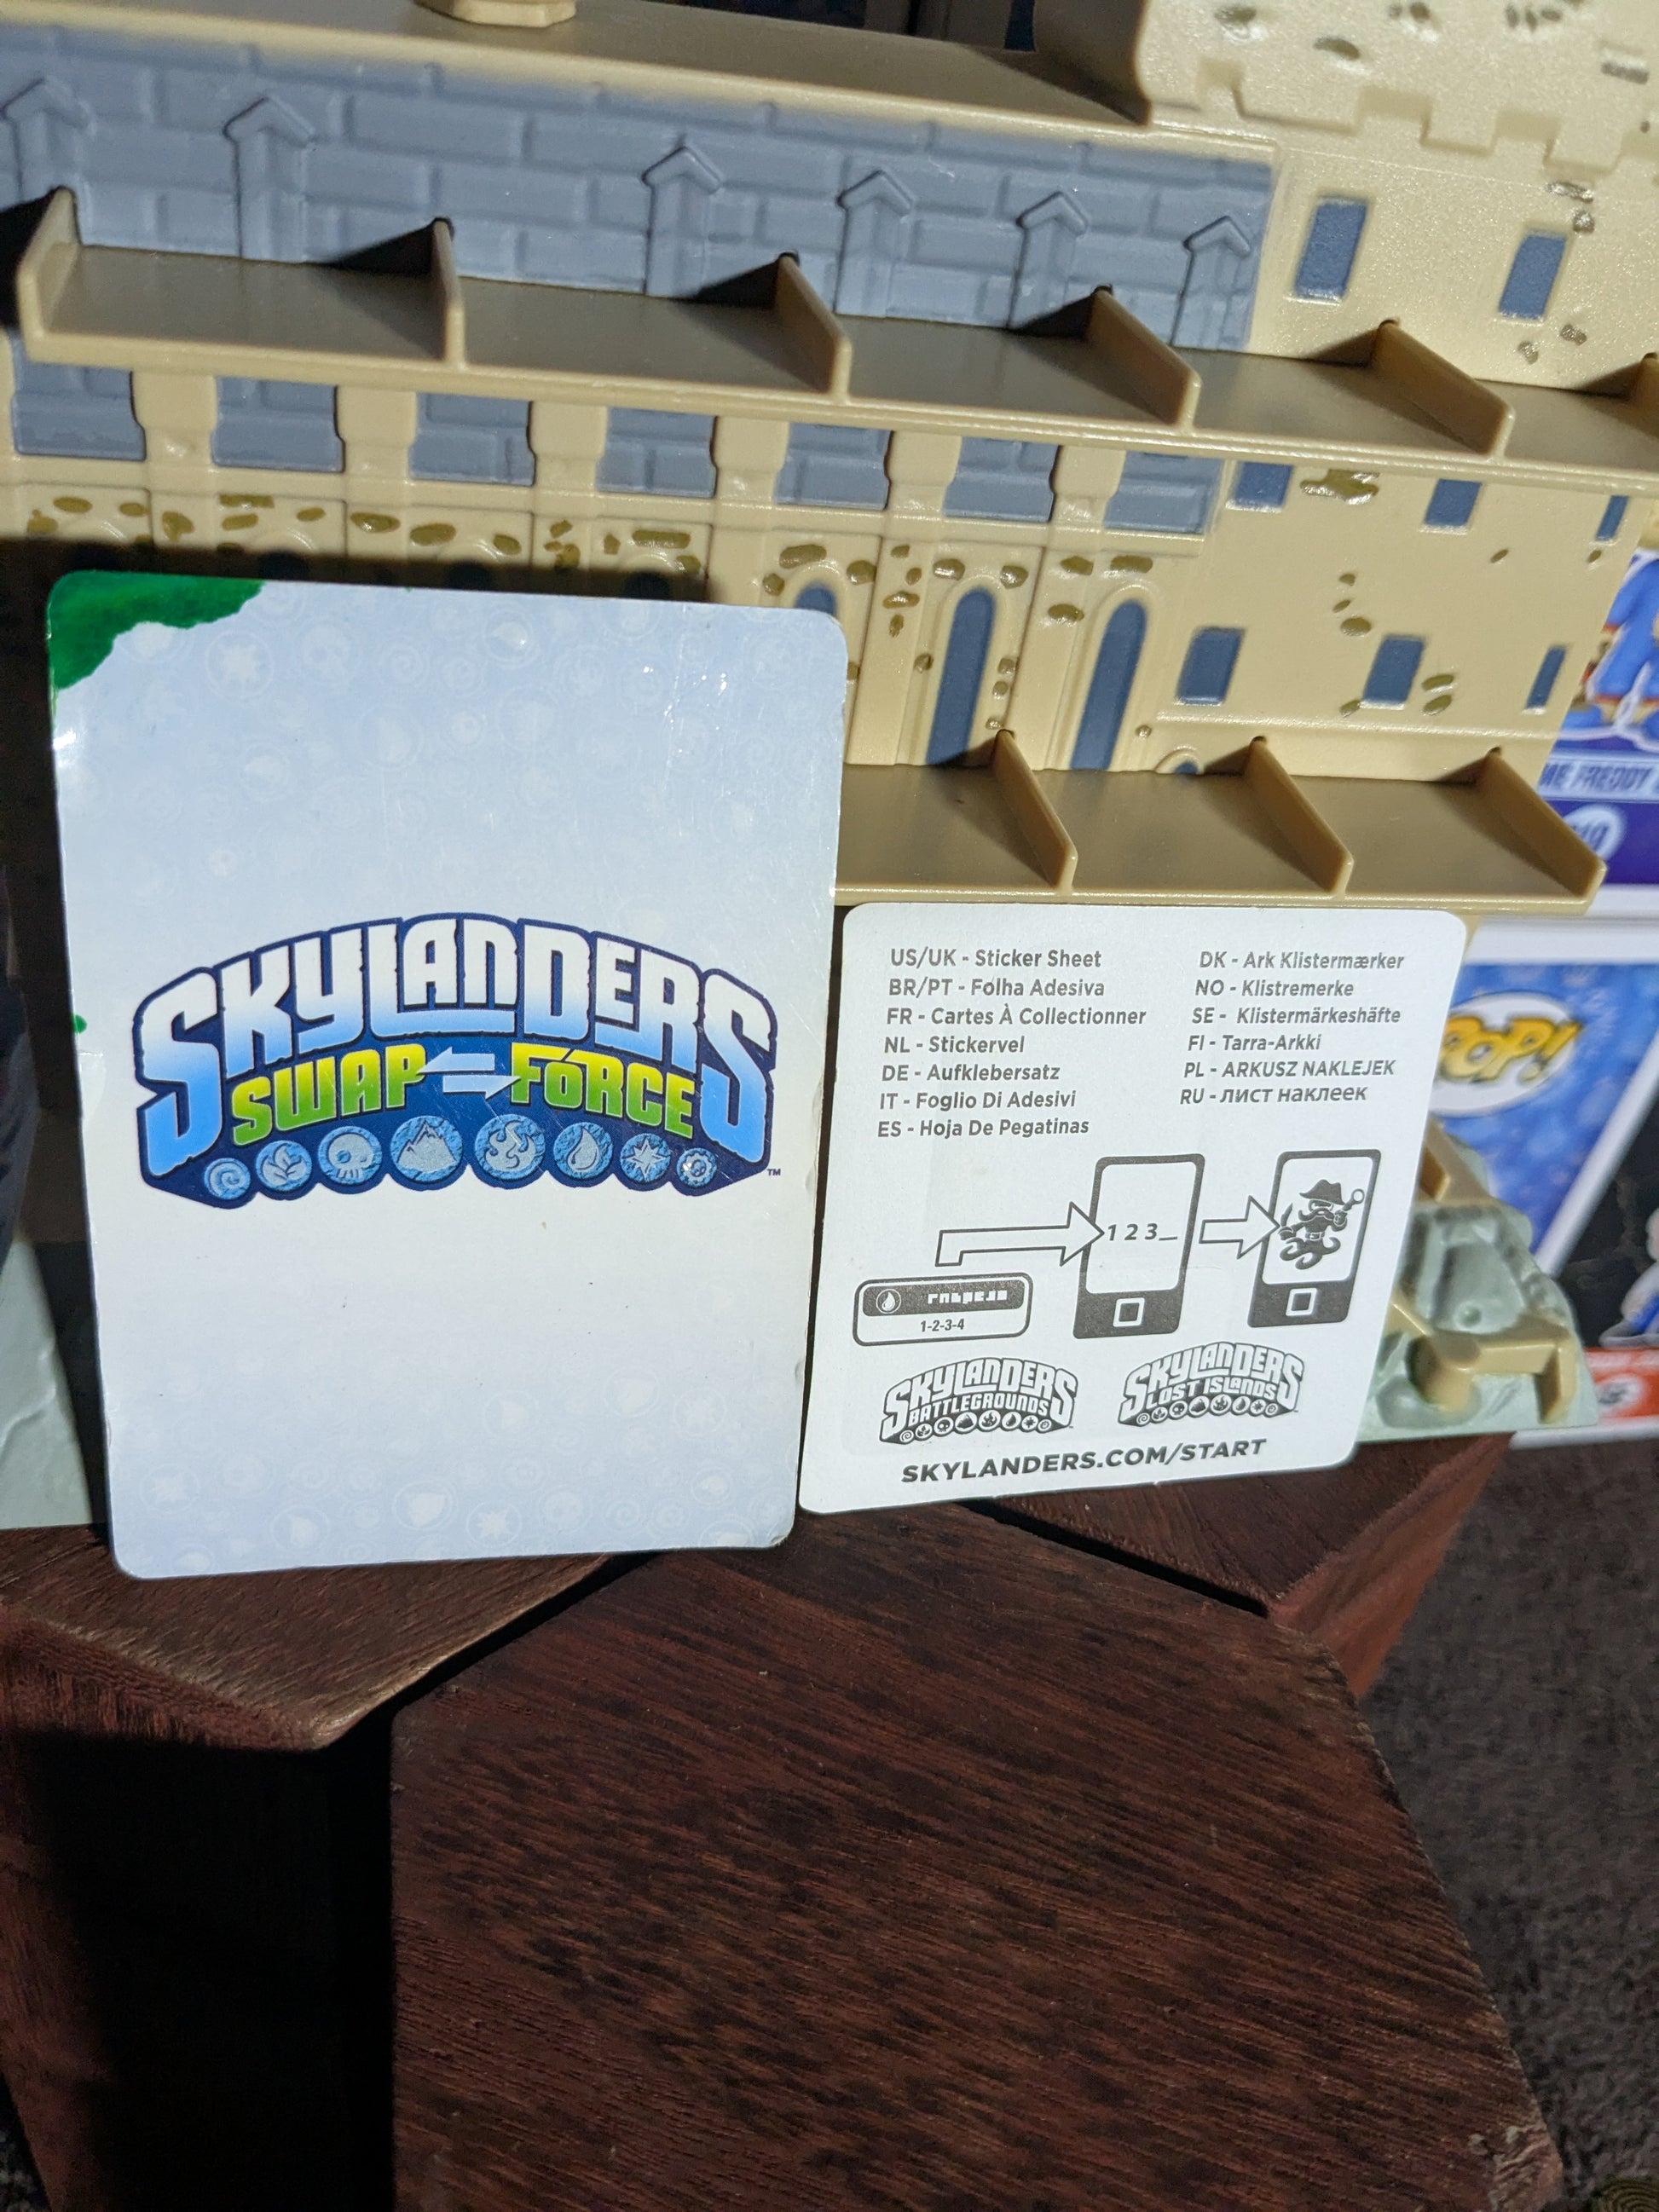 SKYLANDERS
SWAP FORCE
™
US/UK - Sticker Sheet
BR/PT - Folha Adesiva
FR - Cartes À Collectionner
NL - Stickervel
DE - Aufklebersatz
IT - Foglio Di Adesivi
ES - Hoja De Pegatinas
DK - Ark Klistermærker
NO - Klistremerke
SE - Klistermärkeshäfte
FI - Tarra-Arkki
PL - ARKUSZ NAKLEJEK
RU - лист наклеек
1 2 3_
1-2-3-4
SKYLANDERS
BATTLEGROUNDS
SKYLANDERS
LOST ISLANDS
SKYLANDERS.COM/START
FREDDY
POP!